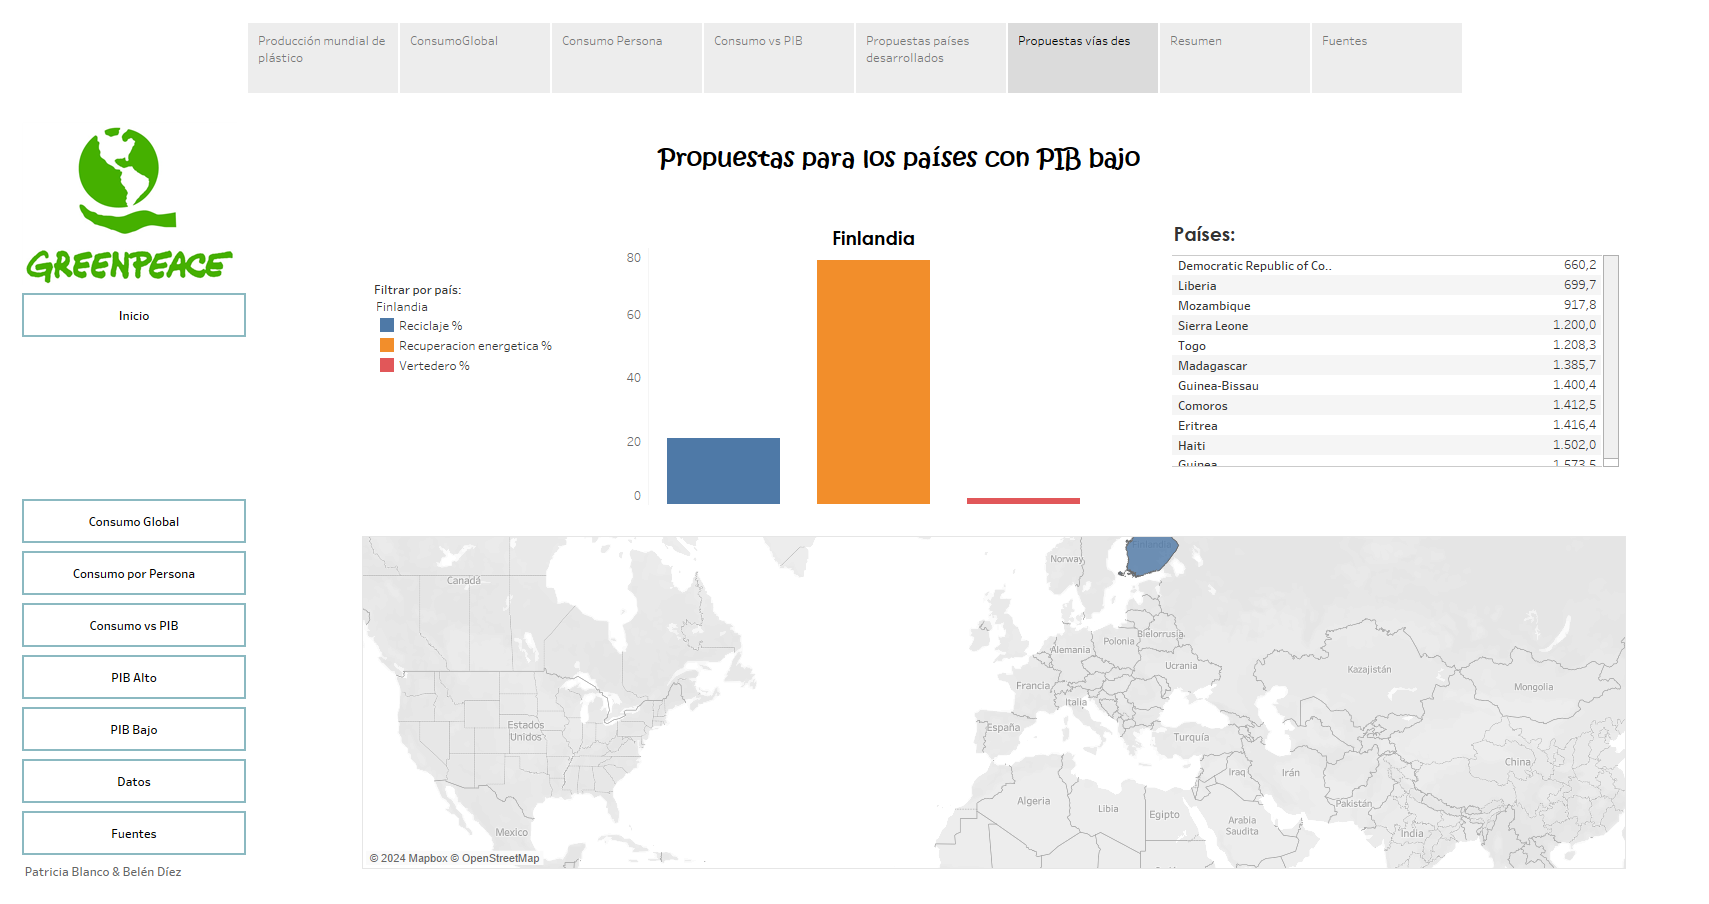 Producción mundial de
plástico
ConsumoGlobal
Consumo Persona
Consumo vs PIB
Propuestas países
desarrollados
Propuestas vías des
Resumen
Fuentes
GREENPEACE
Propuestas para los países con PIB bajo
Inicio
Consumo Global
Consumo por Persona
Consumo vs PIB
PIB Alto
PIB Bajo
Datos
Fuentes
Patricia Blanco & Belén Díez
Filtrar por país:
Finlandia
Reciclaje %
Recuperacion energetica %
Vertedero %
Finlandia
80
60
40
20
0
Países:
Democratic Republic of Co.. 660,2
Liberia 699,7
Mozambique 917,8
Sierra Leone 1.200,0
Togo 1.208,3
Madagascar 1.385,7
Guinea-Bissau 1.400,4
Comoros 1.412,5
Eritrea 1.416,4
Haiti 1.502,0
Guinea 1.573,5
Canadá
Norway
Finlandia
Bielorrusia
Polonia
Alemania
Ucrania
Kazajistán
Francia
Mongolia
Italia
Estados
Unidos
España
Turquía
China
Iraq
Irán
Argelia
Libia
Egipto
Pakistán
Arabia
Saudita
Mexico
India
© 2024 Mapbox © OpenStreetMap